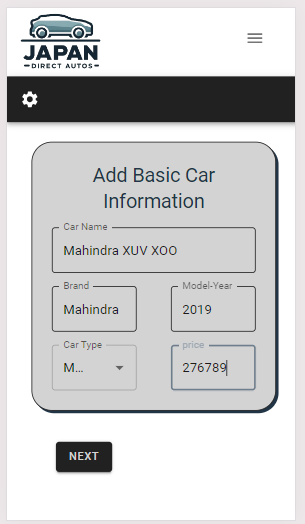 JAPAN
DIRECT AUTOS
Add Basic Car
Information
Car Name
Mahindra XUV XOO
Brand
Mahindra
Model-Year
2019
Car Type
M...
price
276789
NEXT